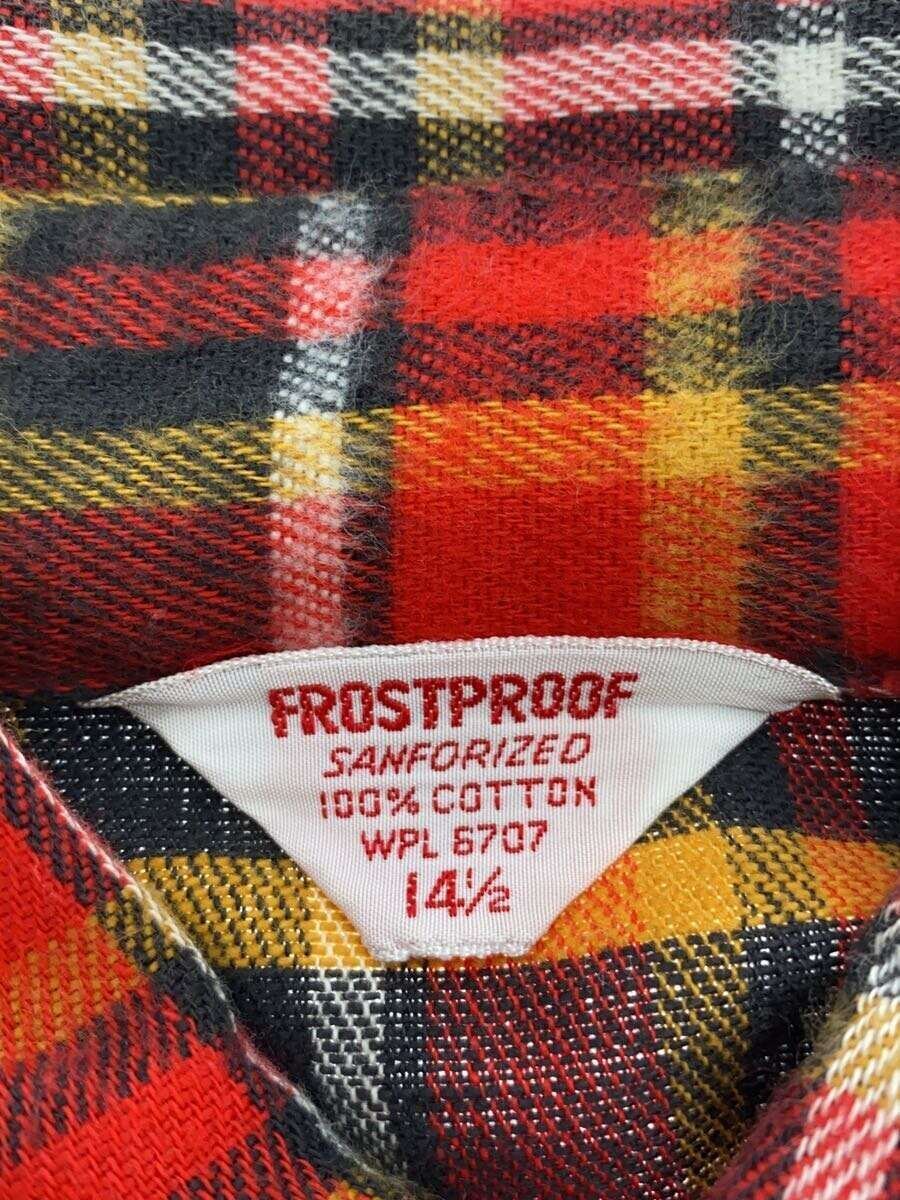 FROSTPROOF
SANFORIZED
100% COTTON
WPL 6707
14½